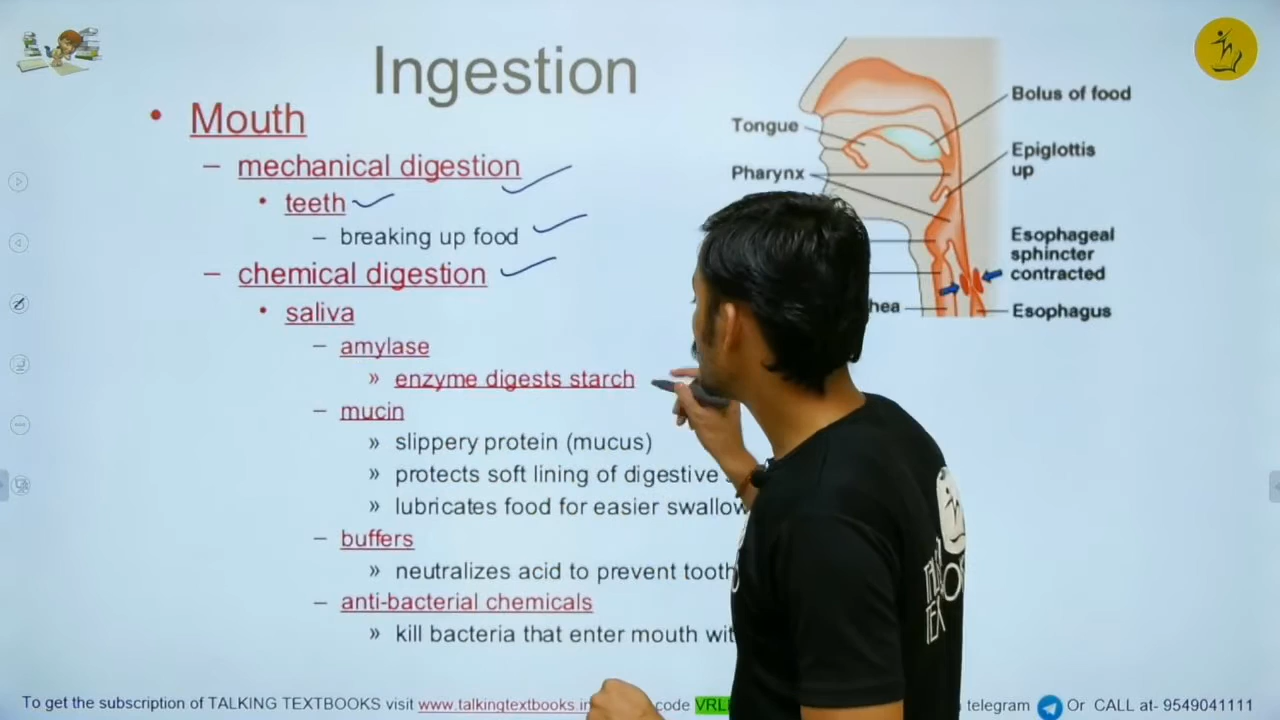 Ingestion
• Mouth
– mechanical digestion
• teeth
– breaking up food
– chemical digestion
• saliva
– amylase
» enzyme digests starch
– mucin
» slippery protein (mucus)
» protects soft lining of digestive
» lubricates food for easier
– buffers
» neutralizes acid to prevent
– anti-bacterial chemicals
» kill bacteria that enter mouth
Bolus of food
Tongue
Epiglottis
up
Pharynx
Esophageal
sphincter
contracted
Esophagus
To get the subscription of TALKING TEXTBOOKS visit www.talkingtextbooks.in code telegram Or CALL at- 9549041111